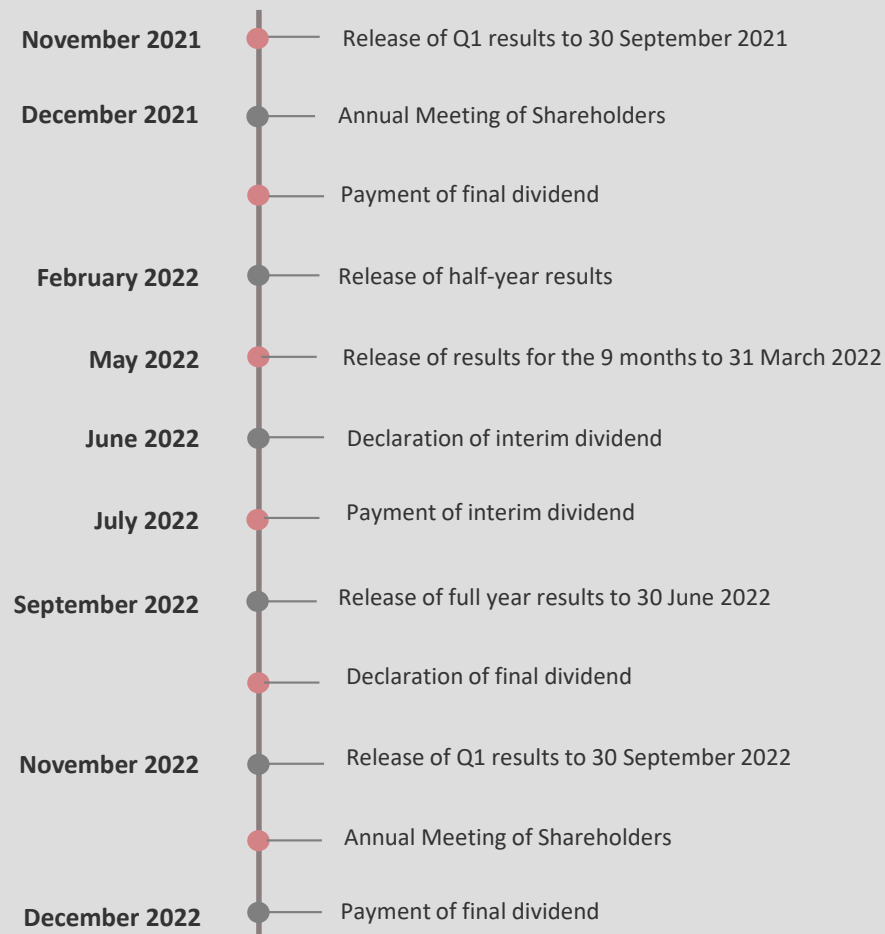 November 2021 Release of Q1 results to 30 September 2021
December 2021 Annual Meeting of Shareholders
Payment of final dividend
February 2022 Release of half-year results
May 2022 Release of results for the 9 months to 31 March 2022
June 2022 Declaration of interim dividend
July 2022 Payment of interim dividend
September 2022 Release of full year results to 30 June 2022
Declaration of final dividend
November 2022 Release of Q1 results to 30 September 2022
Annual Meeting of Shareholders
December 2022 Payment of final dividend